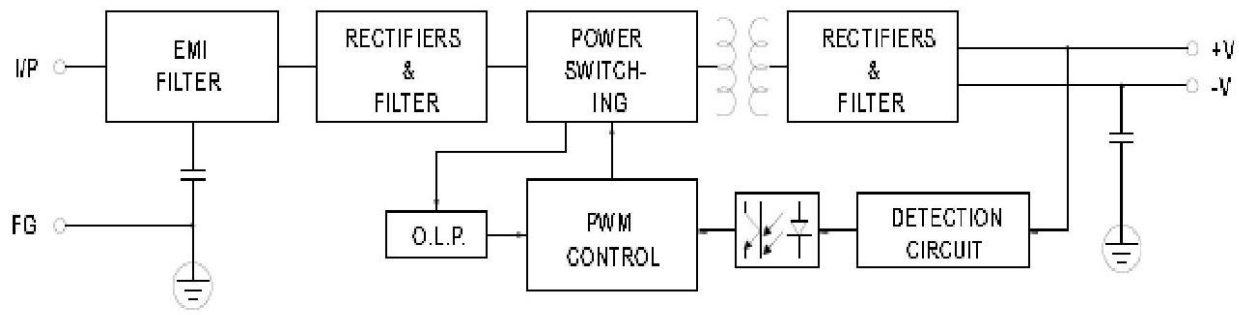 I/P
EMI
FILTER
RECTIFIERS
&
FILTER
POWER
SWITCH-
ING
RECTIFIERS
&
FILTER
+V
-V
FG
O.L.P.
PWM
CONTROL
DETECTION
CIRCUIT